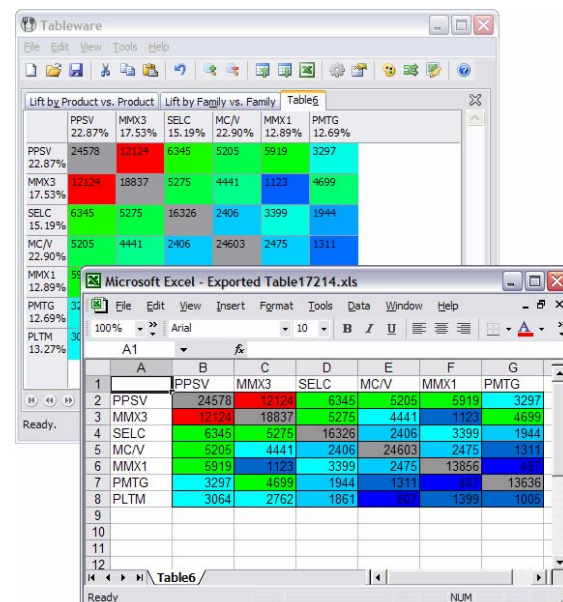 Tableware
File Edit View Tools Help
Lift by Product vs. Product Lift by Family vs. Family Table6
PPSV MMX3 SELC MC/V MMX1 PMTG
22.87% 17.53% 15.19% 22.90% 12.89% 12.69%
PPSV 24578 12124 6345 5205 5919 3297
22.87%
MMX3 12124 18837 5275 4441 1123 4699
17.53%
SELC 6345 5275 16326 2406 3399 1944
15.19%
MC/V 5205 4441 2406 24603 2475 1311
22.90%
MMX1
12.89%
PMTG
12.69%
PLTM
13.27%
Ready.
Microsoft Excel - Exported Table17214.xls
File Edit View Insert Format Tools Data Window Help
100% Arial 10 B I U A
A1 fx
A B C D E F G
1 PPSV MMX3 SELC MC/V MMX1 PMTG
2 PPSV 24578 12124 6345 5205 5919 3297
3 MMX3 12124 18837 5275 4441 1123 4699
4 SELC 6345 5275 16326 2406 3399 1944
5 MC/V 5205 4441 2406 24603 2475 1311
6 MMX1 5919 1123 3399 2475 13856 407
7 PMTG 3297 4699 1944 1311 407 13636
8 PLTM 3064 2762 1861 607 1399 1005
9
10
11
12
Table6
Ready NUM